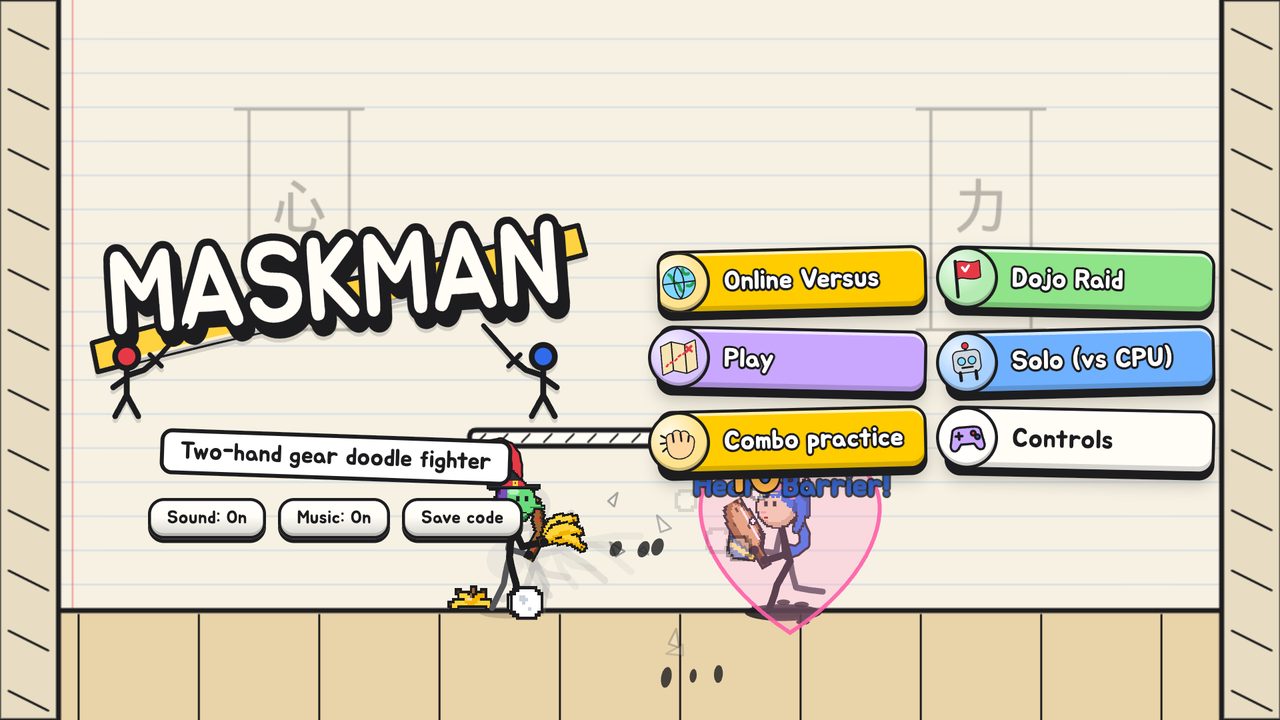 心
力
MASKMAN
Two-hand gear doodle fighter
Sound: On
Music: On
Save code
Online Versus
Dojo Raid
Play
Solo (vs CPU)
Combo practice
Controls
Barrier!